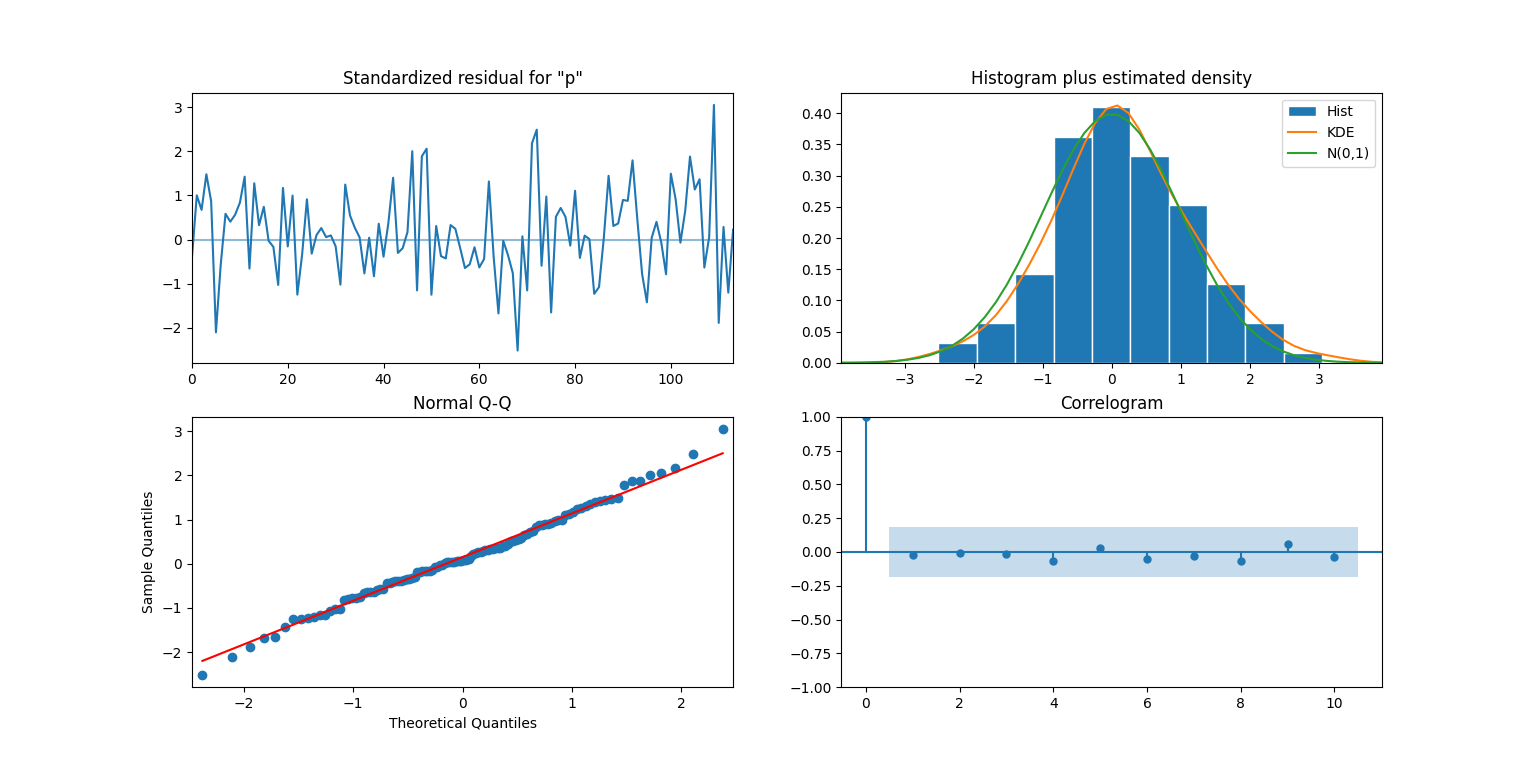 Standardized residual for "p"
3
2
1
0
−1
−2
0 20 40 60 80 100
Histogram plus estimated density
0.40
0.35
0.30
0.25
0.20
0.15
0.10
0.05
0.00
Hist
KDE
N(0,1)
−3 −2 −1 0 1 2 3
Normal Q-Q
Sample Quantiles
3
2
1
0
−1
−2
−2 −1 0 1 2
Theoretical Quantiles
Correlogram
1.00
0.75
0.50
0.25
0.00
−0.25
−0.50
−0.75
−1.00
0 2 4 6 8 10